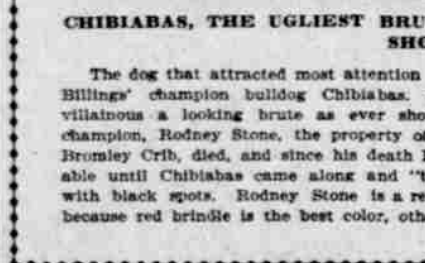 CHIBIABAS, THE UGLIEST BRU
SHO
The dog that attracted most attention
Billings' champion bulldog Chibiabas.
villainous a looking brute as ever sho
champion, Rodney Stone, the property of
Bromley Crib, died, and since his death
able until Chibiabas came along and "t
with black spots. Rodney Stone is a re
because red brindle is the best color, oth